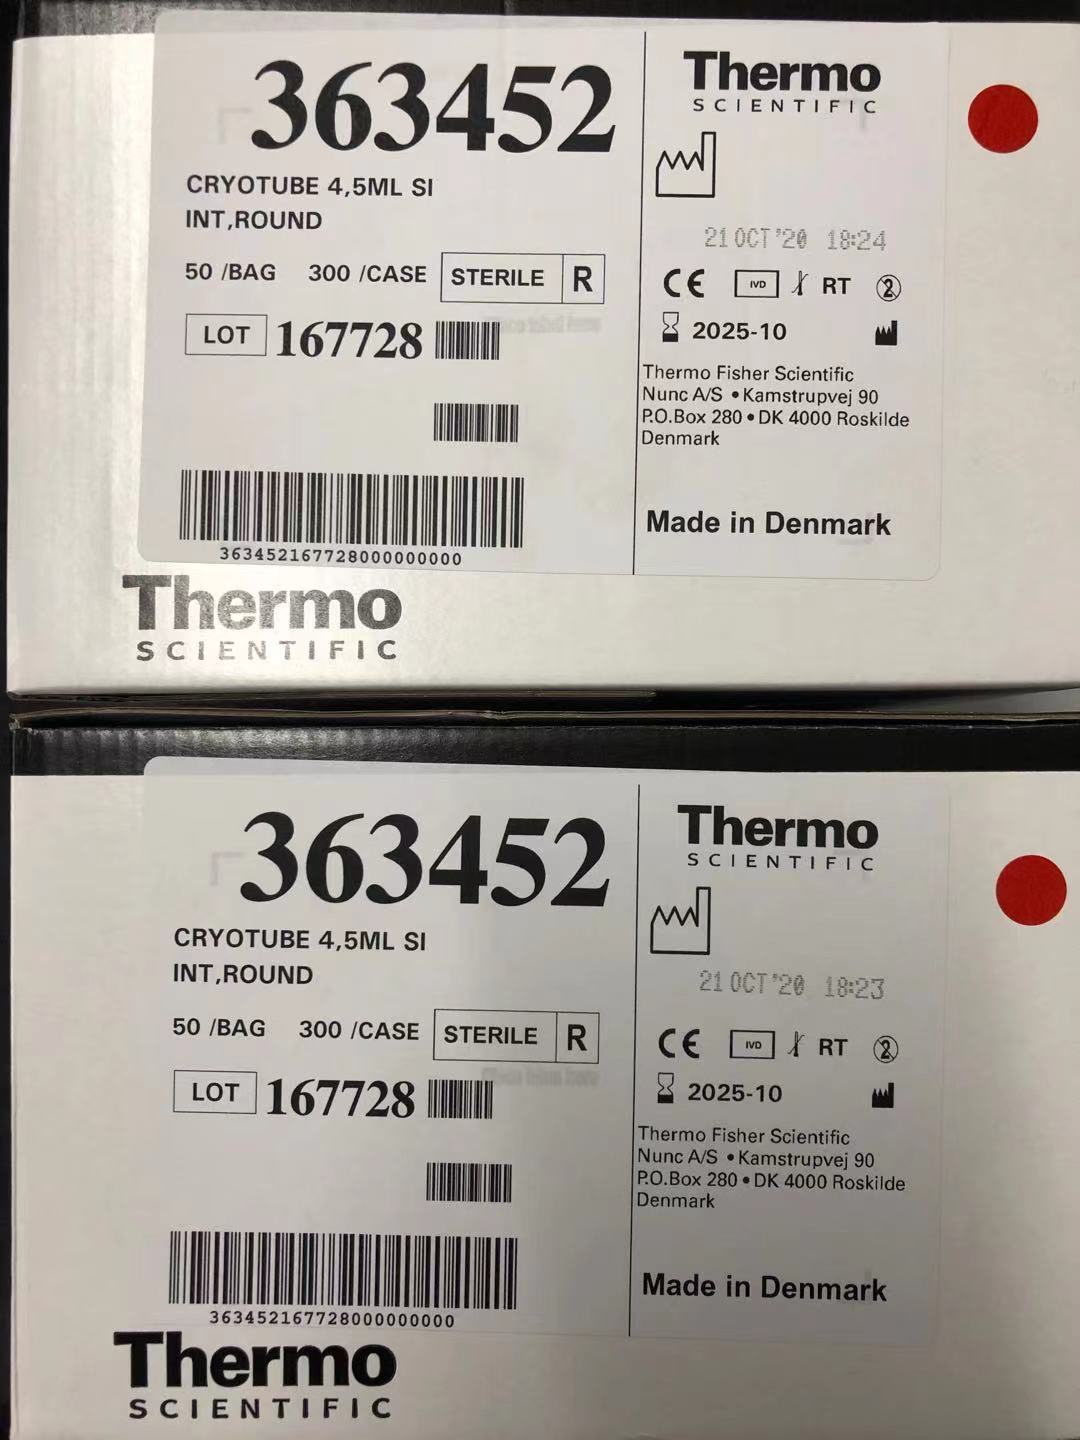 363452
CRYOTUBE 4,5ML SI
INT,ROUND
50 /BAG 300 /CASE STERILE R
LOT 167728
363452167728000000000
Thermo
SCIENTIFIC
21 OCT '20 18:24
CE IVD RT 2
2025-10
Thermo Fisher Scientific
Nunc A/S • Kamstrupvej 90
P.O.Box 280 • DK 4000 Roskilde
Denmark
Made in Denmark
Thermo
SCIENTIFIC
363452
CRYOTUBE 4,5ML SI
INT,ROUND
50 /BAG 300 /CASE STERILE R
LOT 167728
363452167728000000000
Thermo
SCIENTIFIC
21 OCT '20 18:23
CE IVD RT 2
2025-10
Thermo Fisher Scientific
Nunc A/S • Kamstrupvej 90
P.O.Box 280 • DK 4000 Roskilde
Denmark
Made in Denmark
Thermo
SCIENTIFIC